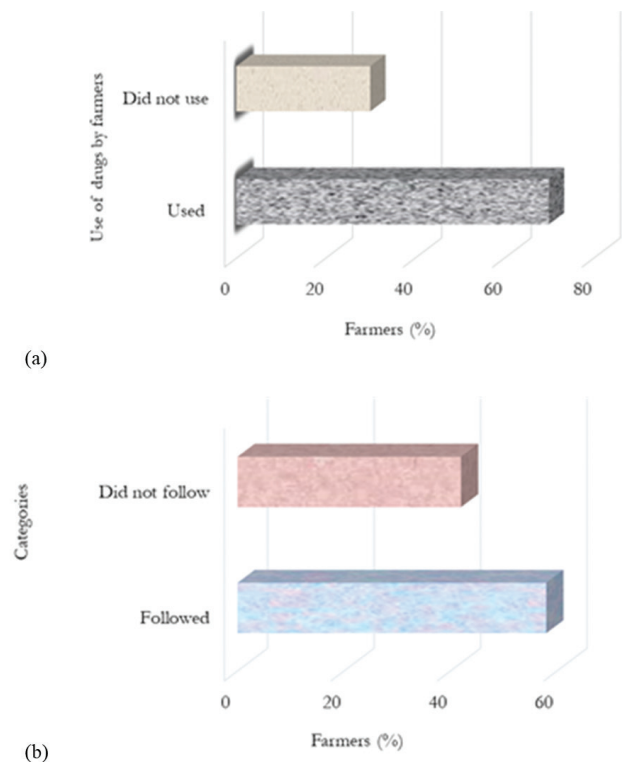 Use of drugs by farmers
Did not use
Used
0 20 40 60 80
Farmers (%)
(a)
Categories
Did not follow
Followed
0 20 40 60
Farmers (%)
(b)